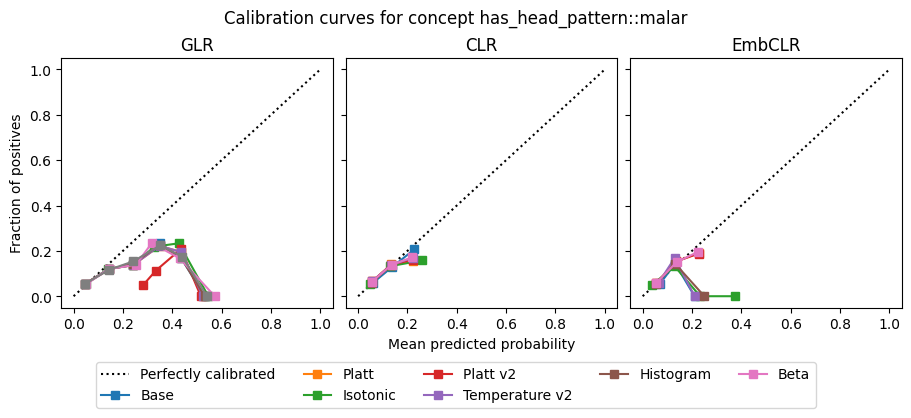 Calibration curves for concept has_head_pattern::malar
GLR
CLR
EmbCLR
1.0
0.8
0.6
0.4
0.2
0.0
Fraction of positives
0.0 0.2 0.4 0.6 0.8 1.0
0.0 0.2 0.4 0.6 0.8 1.0
0.0 0.2 0.4 0.6 0.8 1.0
Mean predicted probability
Perfectly calibrated
Base
Platt
Isotonic
Platt v2
Temperature v2
Histogram
Beta